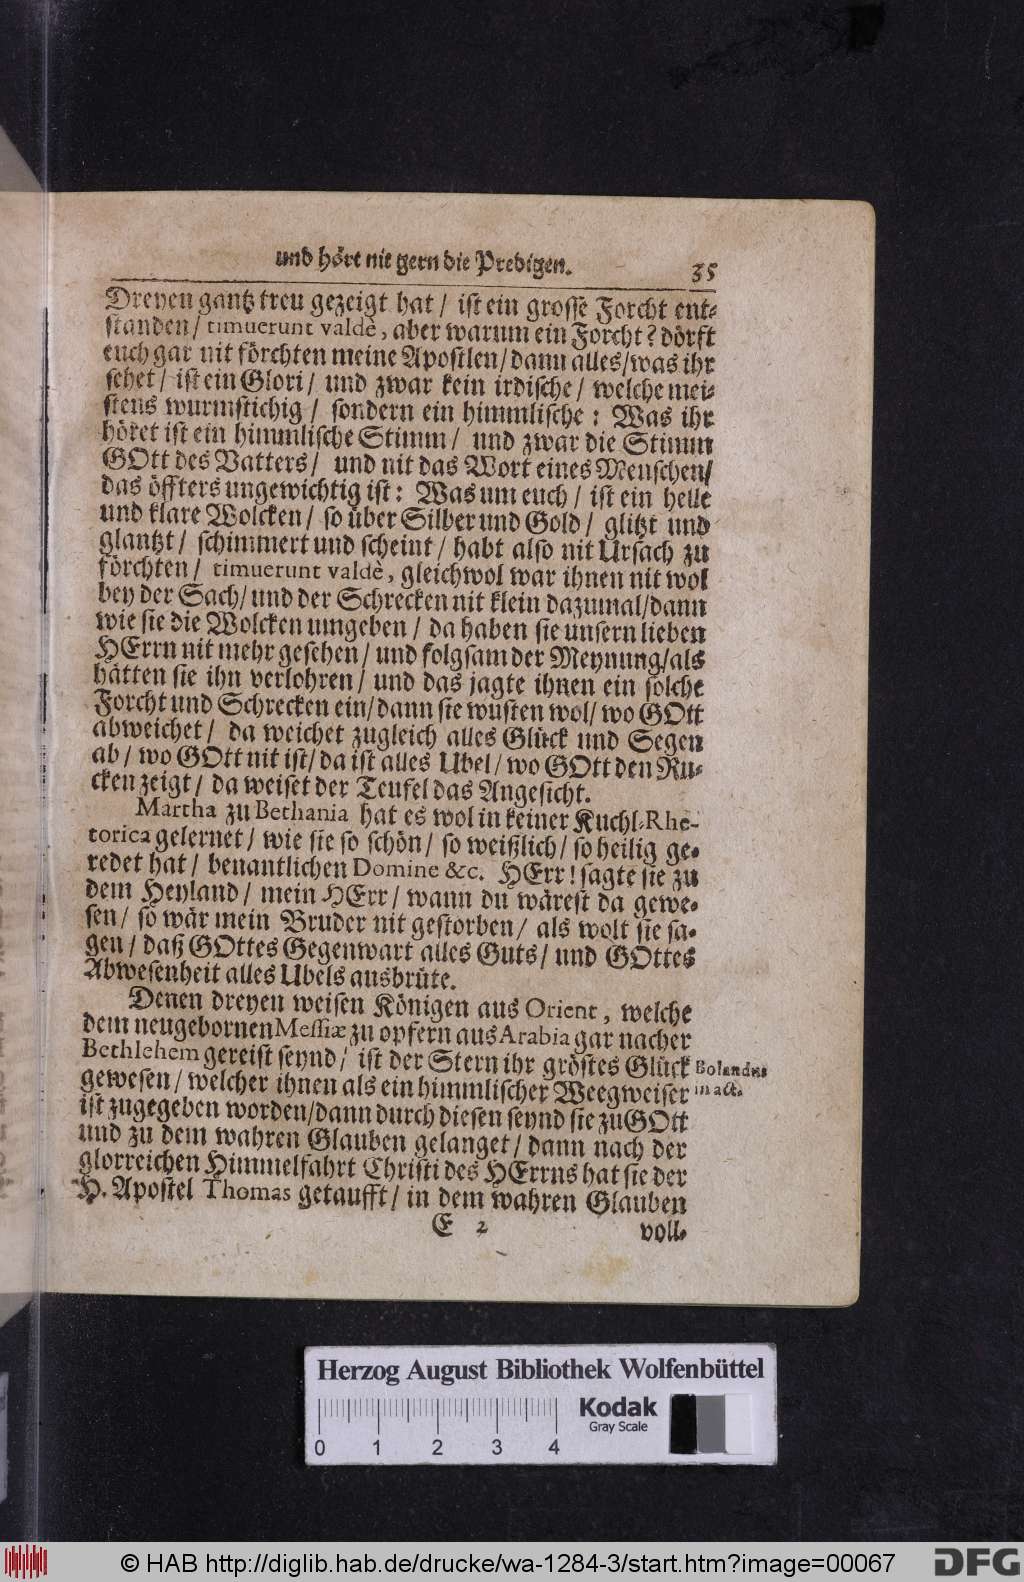 und hört nit gern die Predigen.
35
Dreyen gantz treu gezeigt hat / ist ein grosse Forcht ent-
standen / timuerunt valdè, aber warum ein Forcht? dörft
euch gar nit förchten meine Apostlen / dann alles / was ihr
sehet / ist ein Glori / und zwar kein irdische / welche mei-
stens wurmstichig / sondern ein himmlische : Was ihr
höret ist ein himmlische Stimm / und zwar die Stimm
GOtt des Vatters / und nit das Wort eines Menschen /
das öffters ungewichtig ist : Was um euch / ist ein helle
und klare Wolcken / so über Silber und Gold / glitzt und
glantzt / schimmert und scheint / habt also nit Ursach zu
förchten / timuerunt valdè, gleichwol war ihnen nit wol
bey der Sach / und der Schrecken nit klein dazumal / dann
wie sie die Wolcken umgeben / da haben sie unsern lieben
HErrn nit mehr gesehen / und folgsam der Meynung / als
hätten sie ihn verlohren / und das jagte ihnen ein solche
Forcht und Schrecken ein / dann sie wusten wol / wo GOtt
abweichet / da weichet zugleich alles Glück und Segen
ab / wo GOtt nit ist / da ist alles Ubel / wo GOtt den Ru-
cken zeigt / da weiset der Teufel das Angesicht.
Martha zu Bethania hat es wol in keiner Kuchl-Rhe-
torica gelernet / wie sie so schön / so weißlich / so heilig ge-
redet hat / benantlichen Domine &c. HErr! sagte sie zu
dem Heyland / mein HErr / wann du wärest da gewe-
sen / so wär mein Bruder nit gestorben / als wolt sie sa-
gen / daß GOttes Gegenwart alles Guts / und GOttes
Abwesenheit alles Ubels ausbrüte.
Denen dreyen weisen Königen aus Orient, welche
dem neugebornen Messiæ zu opfern aus Arabia gar nacher
Bethlehem gereist seynd / ist der Stern ihr gröstes Glück
gewesen / welcher ihnen als ein himmlischer Weegweiser
ist zugegeben worden / dann durch diesen seynd sie zu GOtt
und zu dem wahren Glauben gelanget / dann nach der
glorreichen Himmelfahrt Christi des HErrns hat sie der
H. Apostel Thomas getaufft / in dem wahren Glauben
Bolandus
in act.
E 2
voll-
Herzog August Bibliothek Wolfenbüttel
Kodak
Gray Scale
0 1 2 3 4
© HAB http://diglib.hab.de/drucke/wa-1284-3/start.htm?image=00067
DFG